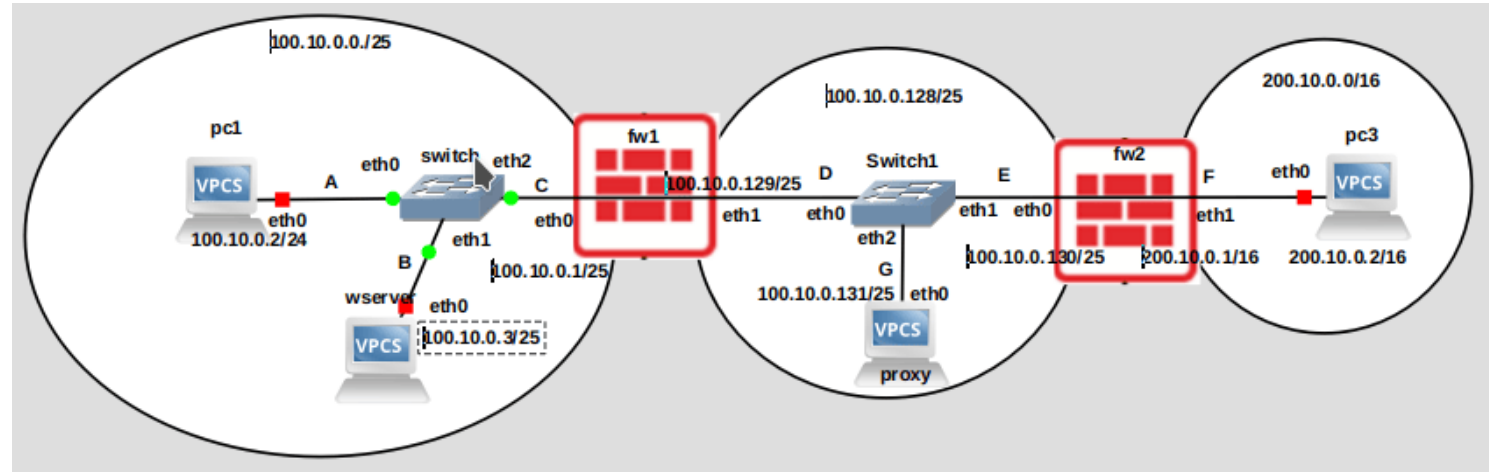 100.10.0.0./25
pc1
VPCS
eth0
100.10.0.2/24
A
eth0
switch
eth2
eth1
B
wserver
eth0
VPCS
100.10.0.3/25
C
eth0
100.10.0.1/25
fw1
100.10.0.129/25
eth1
100.10.0.128/25
D
eth0
Switch1
eth1
eth2
G
100.10.0.131/25
eth0
VPCS
proxy
E
eth0
100.10.0.130/25
fw2
200.10.0.1/16
F
eth1
200.10.0.0/16
pc3
eth0
VPCS
200.10.0.2/16